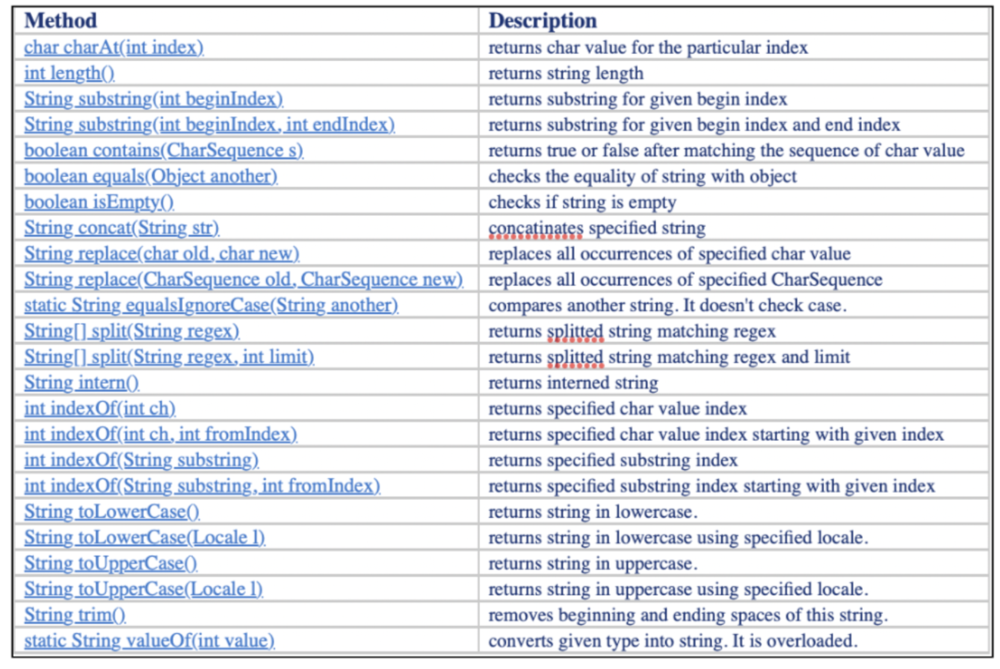 Method Description
char charAt(int index) returns char value for the particular index
int length() returns string length
String substring(int beginIndex) returns substring for given begin index
String substring(int beginIndex, int endIndex) returns substring for given begin index and end index
boolean contains(CharSequence s) returns true or false after matching the sequence of char value
boolean equals(Object another) checks the equality of string with object
boolean isEmpty() checks if string is empty
String concat(String str) concatinates specified string
String replace(char old, char new) replaces all occurrences of specified char value
String replace(CharSequence old, CharSequence new) replaces all occurrences of specified CharSequence
static String equalsIgnoreCase(String another) compares another string. It doesn't check case.
String[] split(String regex) returns splitted string matching regex
String[] split(String regex, int limit) returns splitted string matching regex and limit
String intern() returns interned string
int indexOf(int ch) returns specified char value index
int indexOf(int ch, int fromIndex) returns specified char value index starting with given index
int indexOf(String substring) returns specified substring index
int indexOf(String substring, int fromIndex) returns specified substring index starting with given index
String toLowerCase() returns string in lowercase.
String toLowerCase(Locale l) returns string in lowercase using specified locale.
String toUpperCase() returns string in uppercase.
String toUpperCase(Locale l) returns string in uppercase using specified locale.
String trim() removes beginning and ending spaces of this string.
static String valueOf(int value) converts given type into string. It is overloaded.